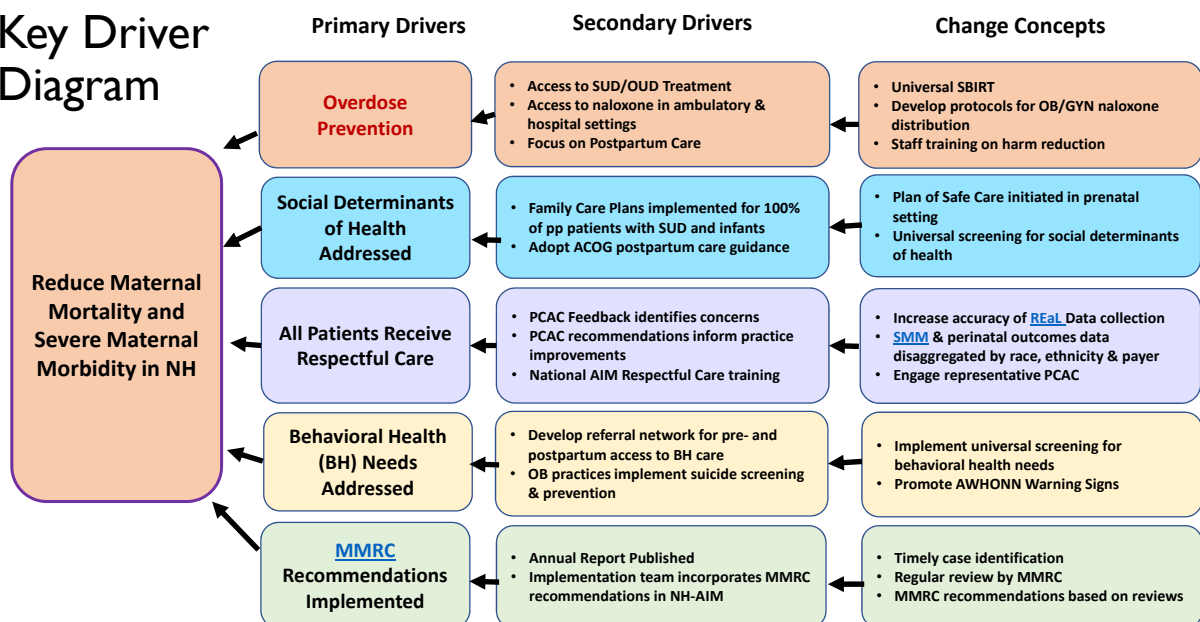 Key Driver
Diagram
Primary Drivers
Secondary Drivers
Change Concepts
Reduce Maternal
Mortality and
Severe Maternal
Morbidity in NH
Overdose
Prevention
• Access to SUD/OUD Treatment
• Access to naloxone in ambulatory &
hospital settings
• Focus on Postpartum Care
• Universal SBIRT
• Develop protocols for OB/GYN naloxone
distribution
• Staff training on harm reduction
Social Determinants
of Health
Addressed
• Family Care Plans implemented for 100%
of pp patients with SUD and infants
• Adopt ACOG postpartum care guidance
• Plan of Safe Care initiated in prenatal
setting
• Universal screening for social determinants
of health
All Patients Receive
Respectful Care
• PCAC Feedback identifies concerns
• PCAC recommendations inform practice
improvements
• National AIM Respectful Care training
• Increase accuracy of REaL Data collection
• SMM & perinatal outcomes data
disaggregated by race, ethnicity & payer
• Engage representative PCAC
Behavioral Health
(BH) Needs
Addressed
• Develop referral network for pre- and
postpartum access to BH care
• OB practices implement suicide screening
& prevention
• Implement universal screening for
behavioral health needs
• Promote AWHONN Warning Signs
MMRC
Recommendations
Implemented
• Annual Report Published
• Implementation team incorporates MMRC
recommendations in NH-AIM
• Timely case identification
• Regular review by MMRC
• MMRC recommendations based on reviews